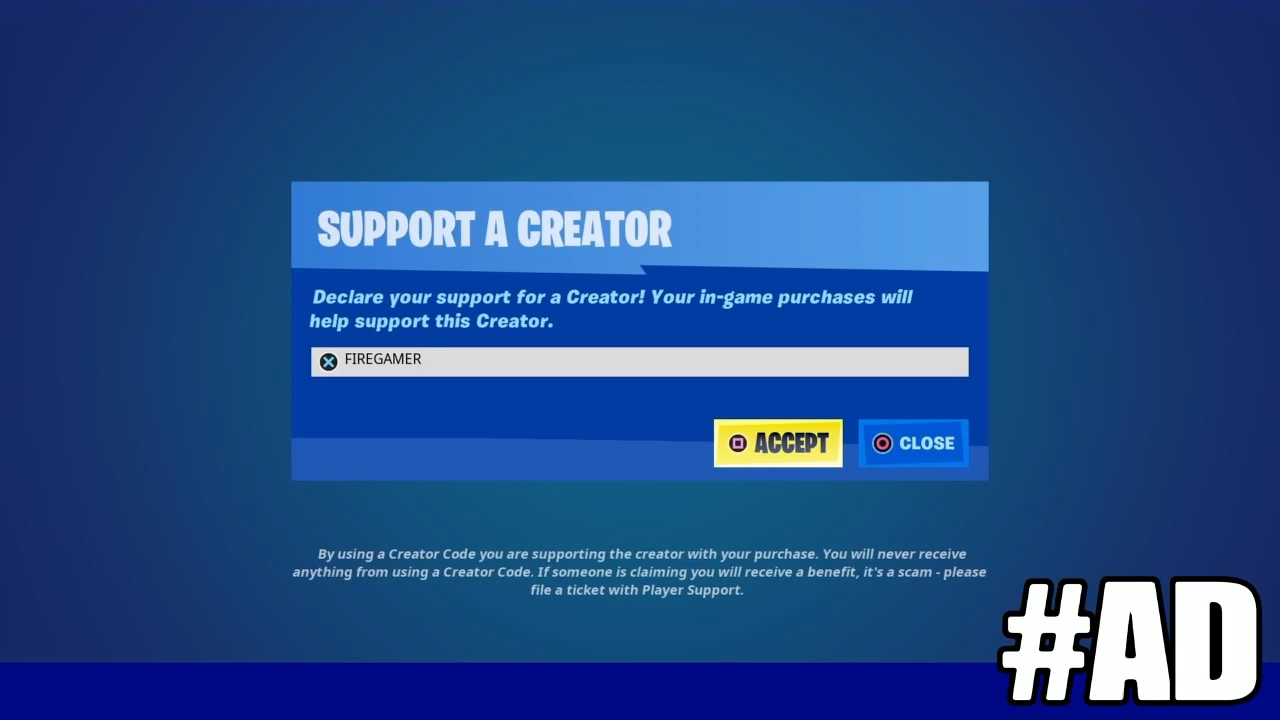 SUPPORT A CREATOR
Declare your support for a Creator! Your in-game purchases will
help support this Creator.
FIREGAMER
ACCEPT
CLOSE
By using a Creator Code you are supporting the creator with your purchase. You will never receive
anything from using a Creator Code. If someone is claiming you will receive a benefit, it's a scam - please
file a ticket with Player Support.
#AD